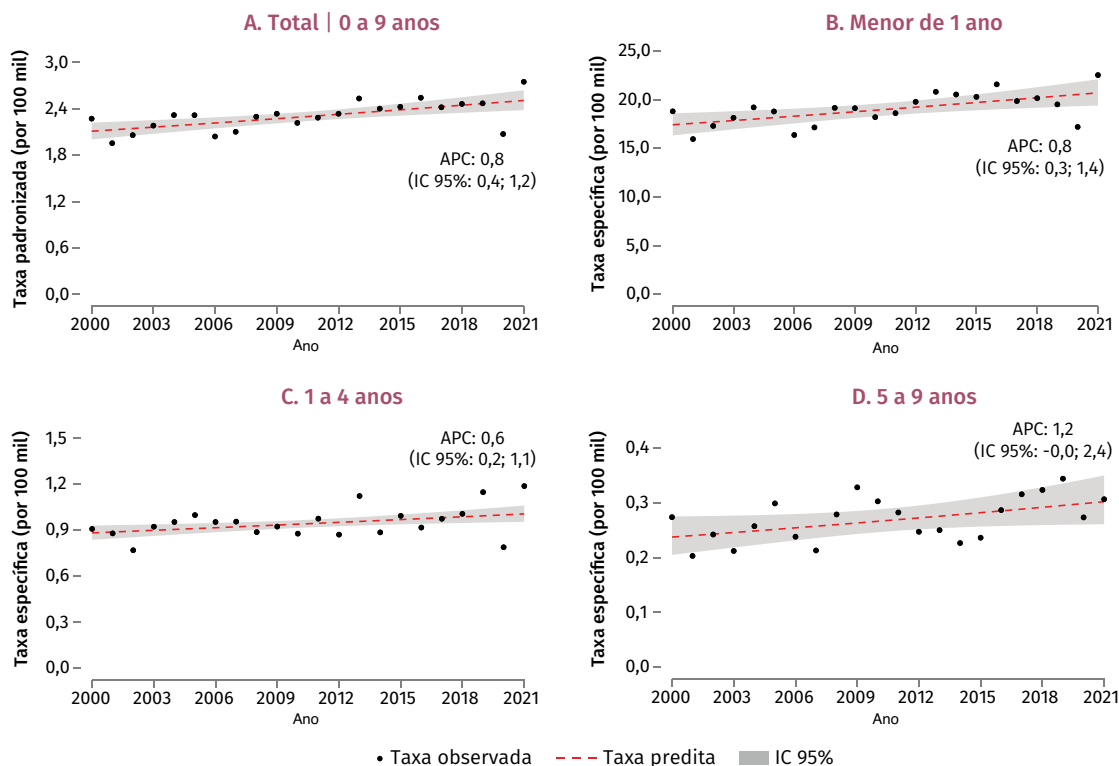 A. Total | 0 a 9 anos
Taxa padronizada (por 100 mil)
3,0
2,4
1,8
1,2
0,6
0,0
APC: 0,8
(IC 95%: 0,4; 1,2)
2000 2003 2006 2009 2012 2015 2018 2021
Ano
B. Menor de 1 ano
Taxa específica (por 100 mil)
25,0
20,0
15,0
10,0
5,0
0,0
APC: 0,8
(IC 95%: 0,3; 1,4)
2000 2003 2006 2009 2012 2015 2018 2021
Ano
C. 1 a 4 anos
Taxa específica (por 100 mil)
1,5
1,2
0,9
0,6
0,3
0,0
APC: 0,6
(IC 95%: 0,2; 1,1)
2000 2003 2006 2009 2012 2015 2018 2021
Ano
D. 5 a 9 anos
Taxa específica (por 100 mil)
0,4
0,3
0,2
0,1
0,0
APC: 1,2
(IC 95%: -0,0; 2,4)
2000 2003 2006 2009 2012 2015 2018 2021
Ano
Taxa observada Taxa predita IC 95%